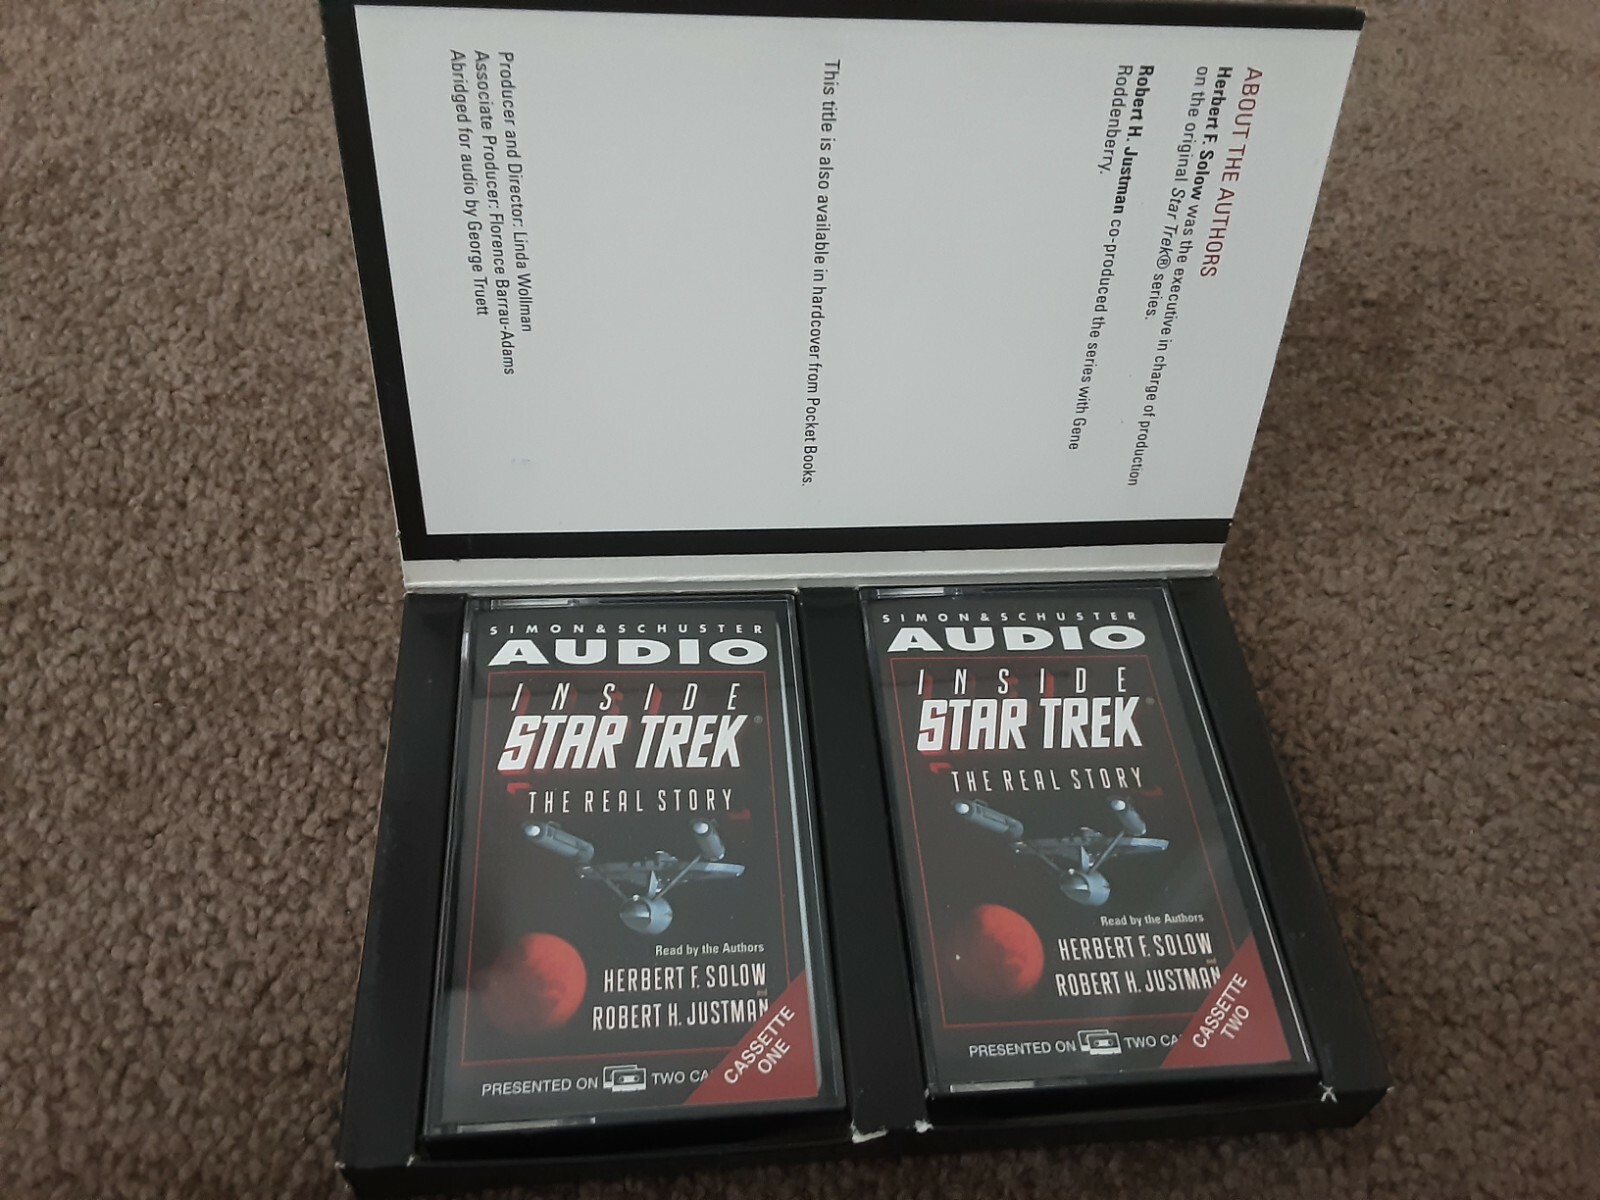 ABOUT THE AUTHORS
Herbert F. Solow was the executive in charge of production
on the original Star Trek® series.
Robert H. Justman co-produced the series with Gene
Roddenberry.
This title is also available in hardcover from Pocket Books.
Producer and Director: Linda Wollman
Associate Producer: Florence Barrau-Adams
Abridged for audio by George Truett
SIMON & SCHUSTER
AUDIO
INSIDE
STAR TREK®
THE REAL STORY
Read by the Authors
HERBERT F. SOLOW
and
ROBERT H. JUSTMAN
PRESENTED ON TWO CA
CASSETTE
ONE
SIMON & SCHUSTER
AUDIO
INSIDE
STAR TREK®
THE REAL STORY
Read by the Authors
HERBERT F. SOLOW
and
ROBERT H. JUSTMAN
PRESENTED ON TWO CA
CASSETTE
TWO